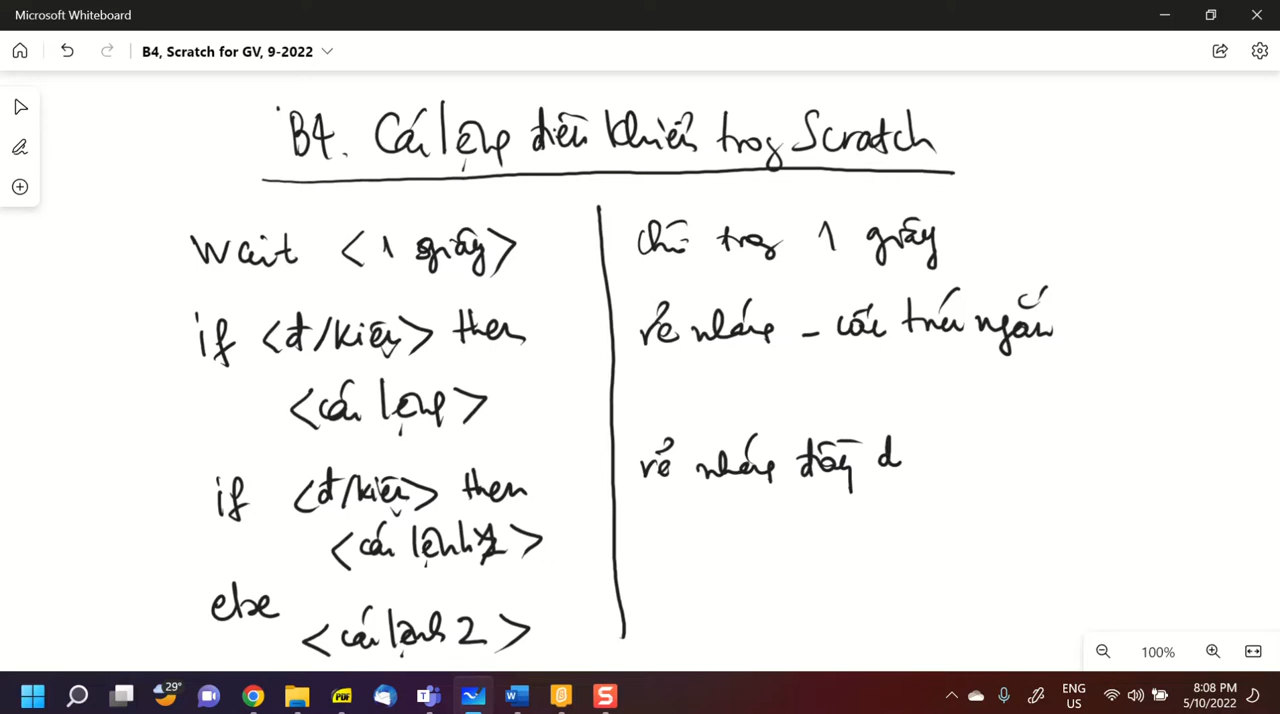 Microsoft Whiteboard
B4, Scratch for GV, 9-2022
B4. Các lệnh điều khiển trong Scratch
Wait <1 giây>
chờ trong 1 giây
if <đ/kiện> then
rẽ nhánh - cấu trúc ngắn
<các lệnh>
if <đ/kiện> then
rẽ nhánh đầy đ
<các lệnh 1>
else
<các lệnh 2>
100%
29°
PDF
ENG
US
8:08 PM
5/10/2022